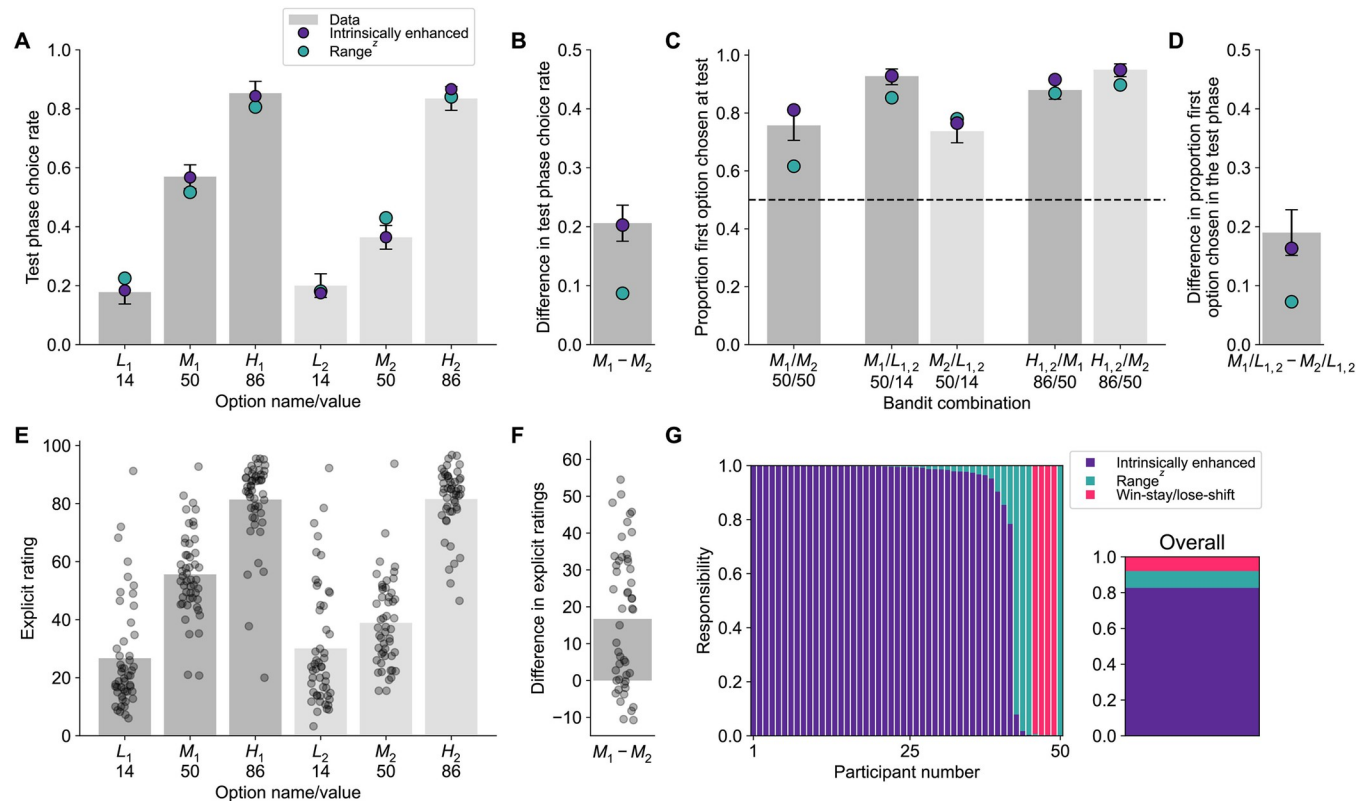 Data
Intrinsically enhanced
Range^z
A
Test phase choice rate
1.0
0.8
0.6
0.4
0.2
0.0
L₁ M₁ H₁ L₂ M₂ H₂
14 50 86 14 50 86
Option name/value
B
Difference in test phase choice rate
0.5
0.4
0.3
0.2
0.1
0.0
M₁ − M₂
C
Proportion first option chosen at test
1.0
0.8
0.6
0.4
0.2
0.0
M₁/M₂ M₁/L₁,₂ M₂/L₁,₂ H₁,₂/M₁ H₁,₂/M₂
50/50 50/14 50/14 86/50 86/50
Bandit combination
D
Difference in proportion first
option chosen in the test phase
0.5
0.4
0.3
0.2
0.1
0.0
M₁/L₁,₂ − M₂/L₁,₂
E
Explicit rating
100
80
60
40
20
0
L₁ M₁ H₁ L₂ M₂ H₂
14 50 86 14 50 86
Option name/value
F
Difference in explicit ratings
60
50
40
30
20
10
0
−10
M₁ − M₂
G
Intrinsically enhanced
Range^z
Win-stay/lose-shift
Responsibility
1.0
0.8
0.6
0.4
0.2
0.0
1 25 50
Participant number
Overall
1.0
0.8
0.6
0.4
0.2
0.0